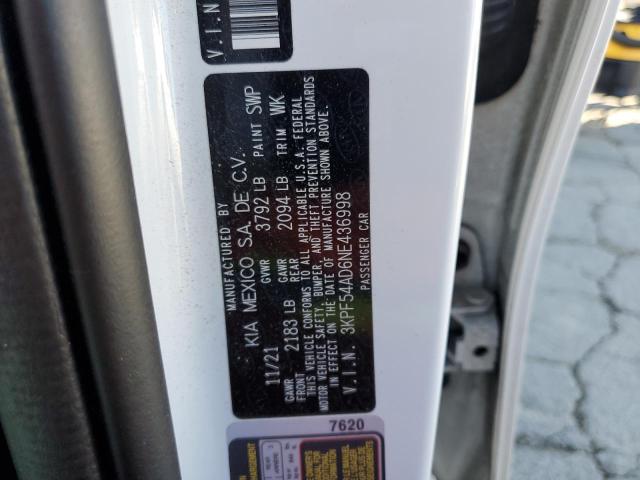 V.I.N
MANUFACTURED BY
KIA MEXICO S.A. DE C.V.
11/21 GVWR 3792 LB PAINT SWP
GAWR FRONT 2183 LB GAWR REAR 2094 LB TRIM WK
THIS VEHICLE CONFORMS TO ALL APPLICABLE U.S.A. FEDERAL
MOTOR VEHICLE SAFETY, BUMPER, AND THEFT PREVENTION STANDARDS
IN EFFECT ON THE DATE OF MANUFACTURE SHOWN ABOVE.
V.I.N 3KPF54AD6NE436998
PASSENGER CAR
7620